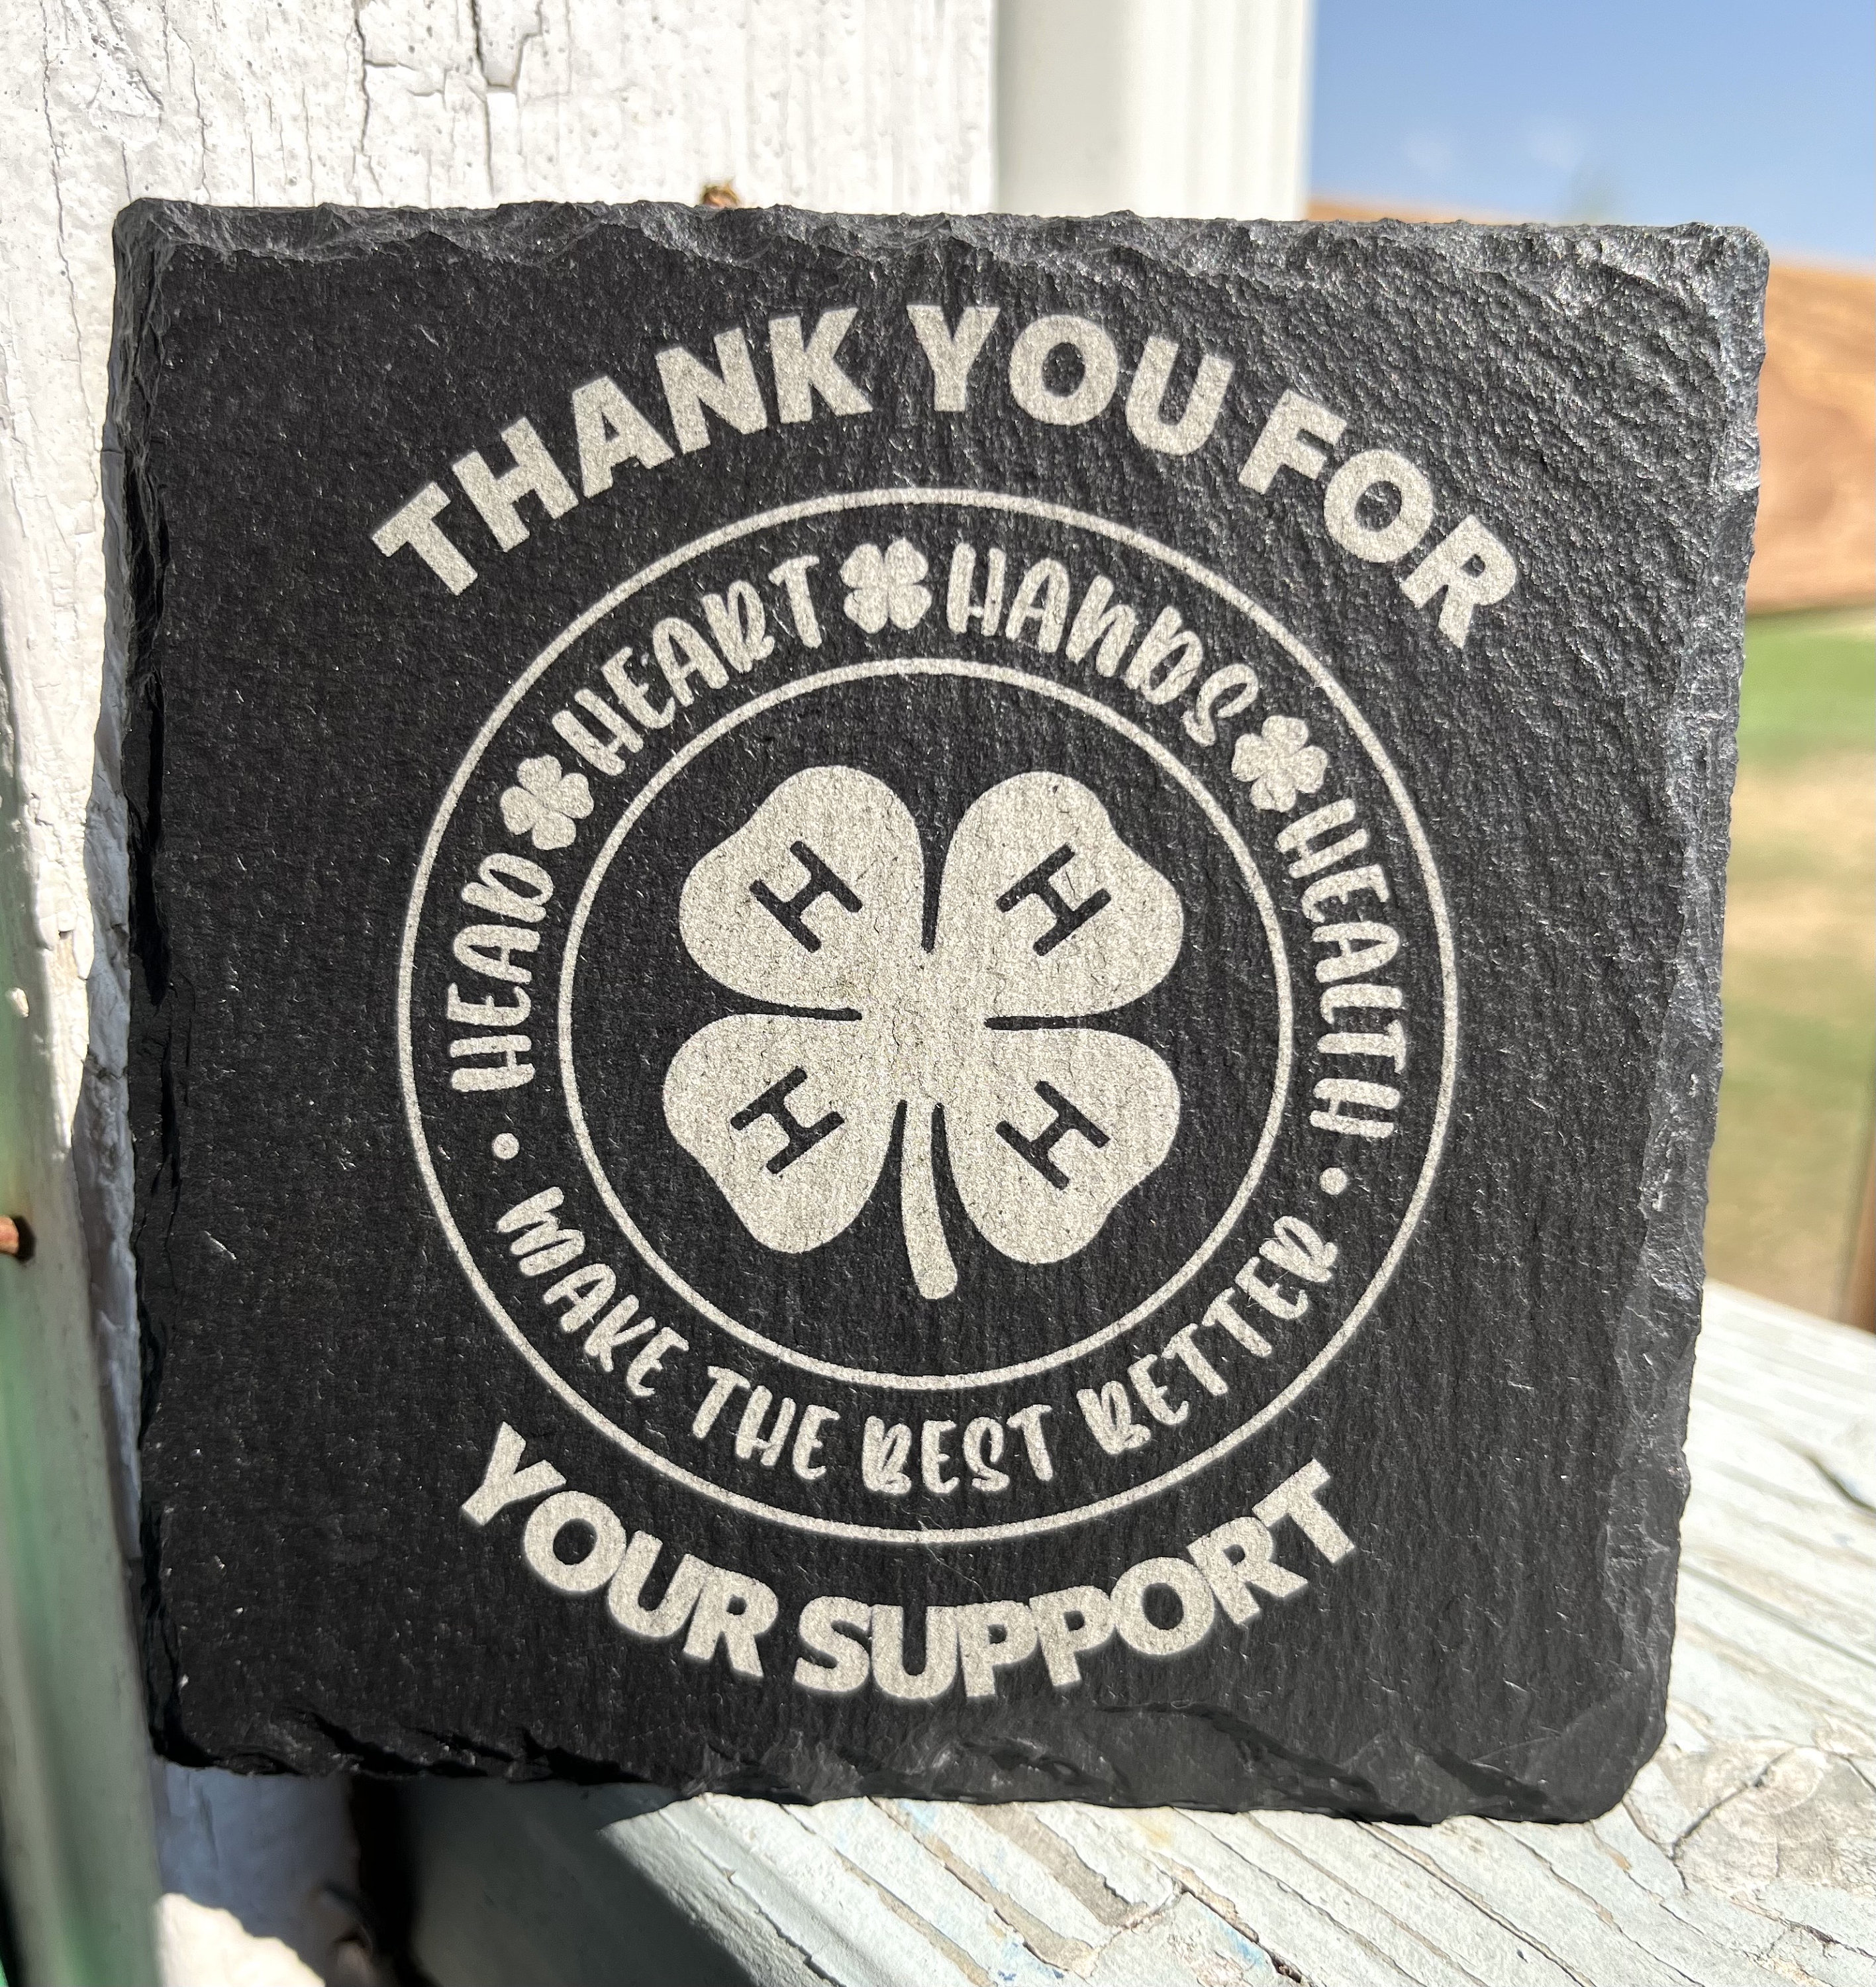 THANK YOU FOR
HEAD HEART HANDS HEALTH
H H
H H
• MAKE THE BEST BETTER •
YOUR SUPPORT